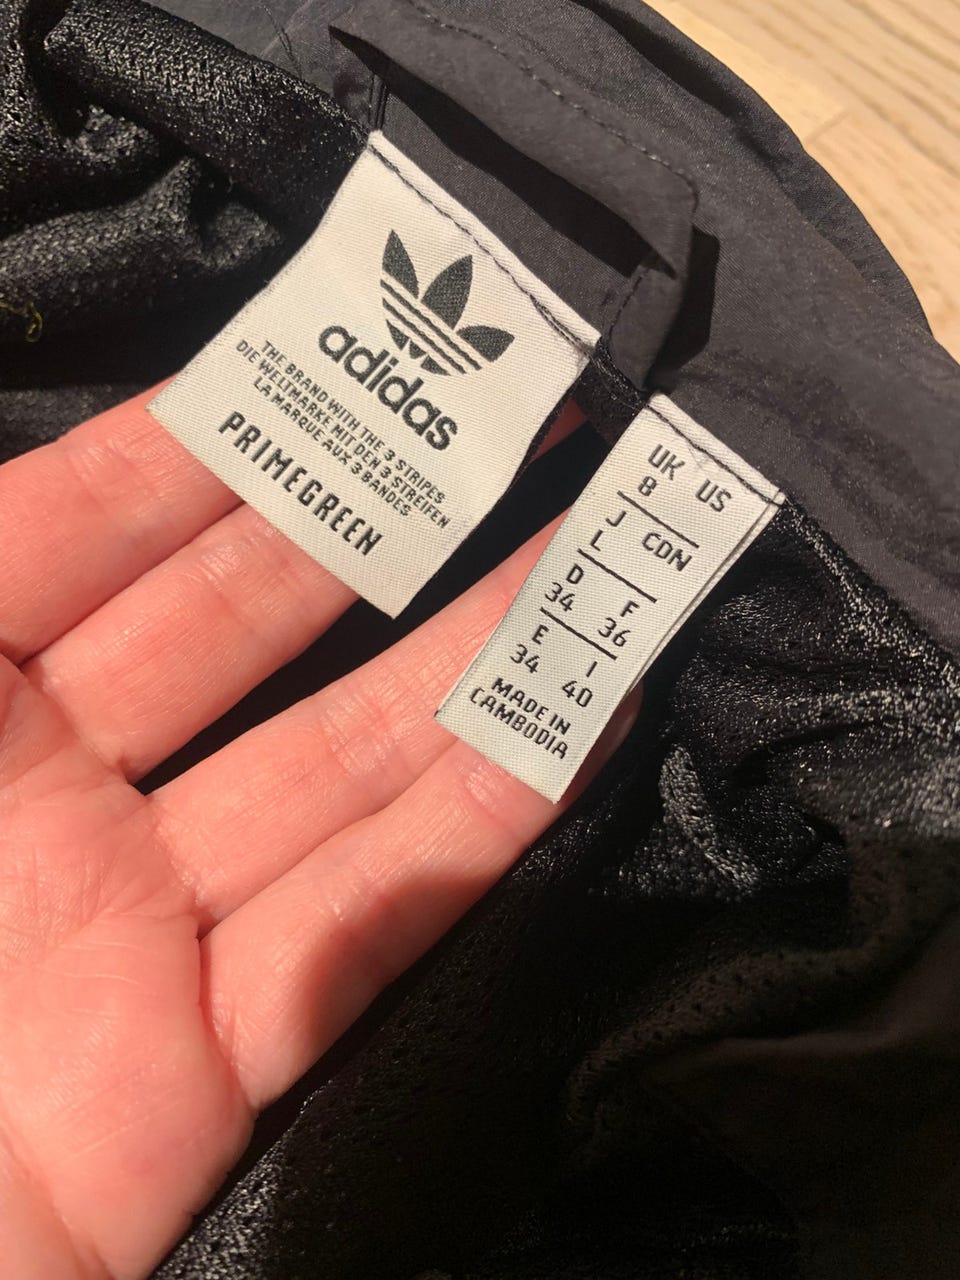 adidas
THE BRAND WITH THE 3 STRIPES
DIE WELTMARKE MIT DEN 3 STREIFEN
LA MARQUE AUX 3 BANDES
PRIMEGREEN
UK US
8
J CDN
L
D F
34 36
E I
34 40
MADE IN
CAMBODIA